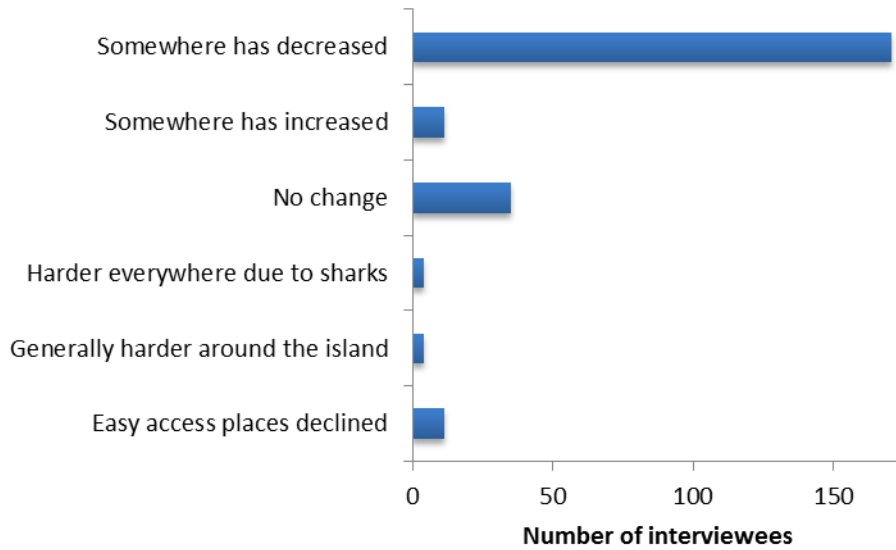 Somewhere has decreased
Somewhere has increased
No change
Harder everywhere due to sharks
Generally harder around the island
Easy access places declined
0 50 100 150
Number of interviewees